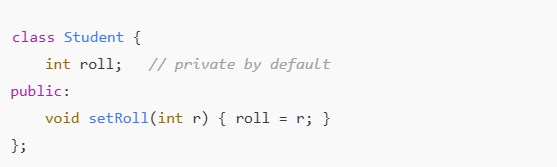 class Student {
    int roll;   // private by default
public:
    void setRoll(int r) { roll = r; }
};